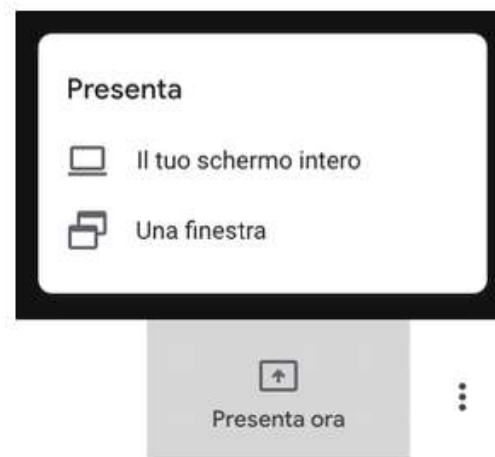 Presenta
Il tuo schermo intero
Una finestra
Presenta ora